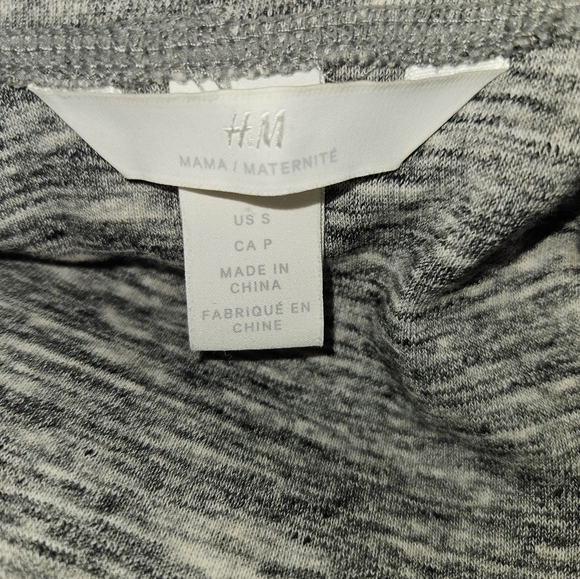 H&M
MAMA / MATERNITÉ
US S
CA P
MADE IN
CHINA
FABRIQUÉ EN
CHINE